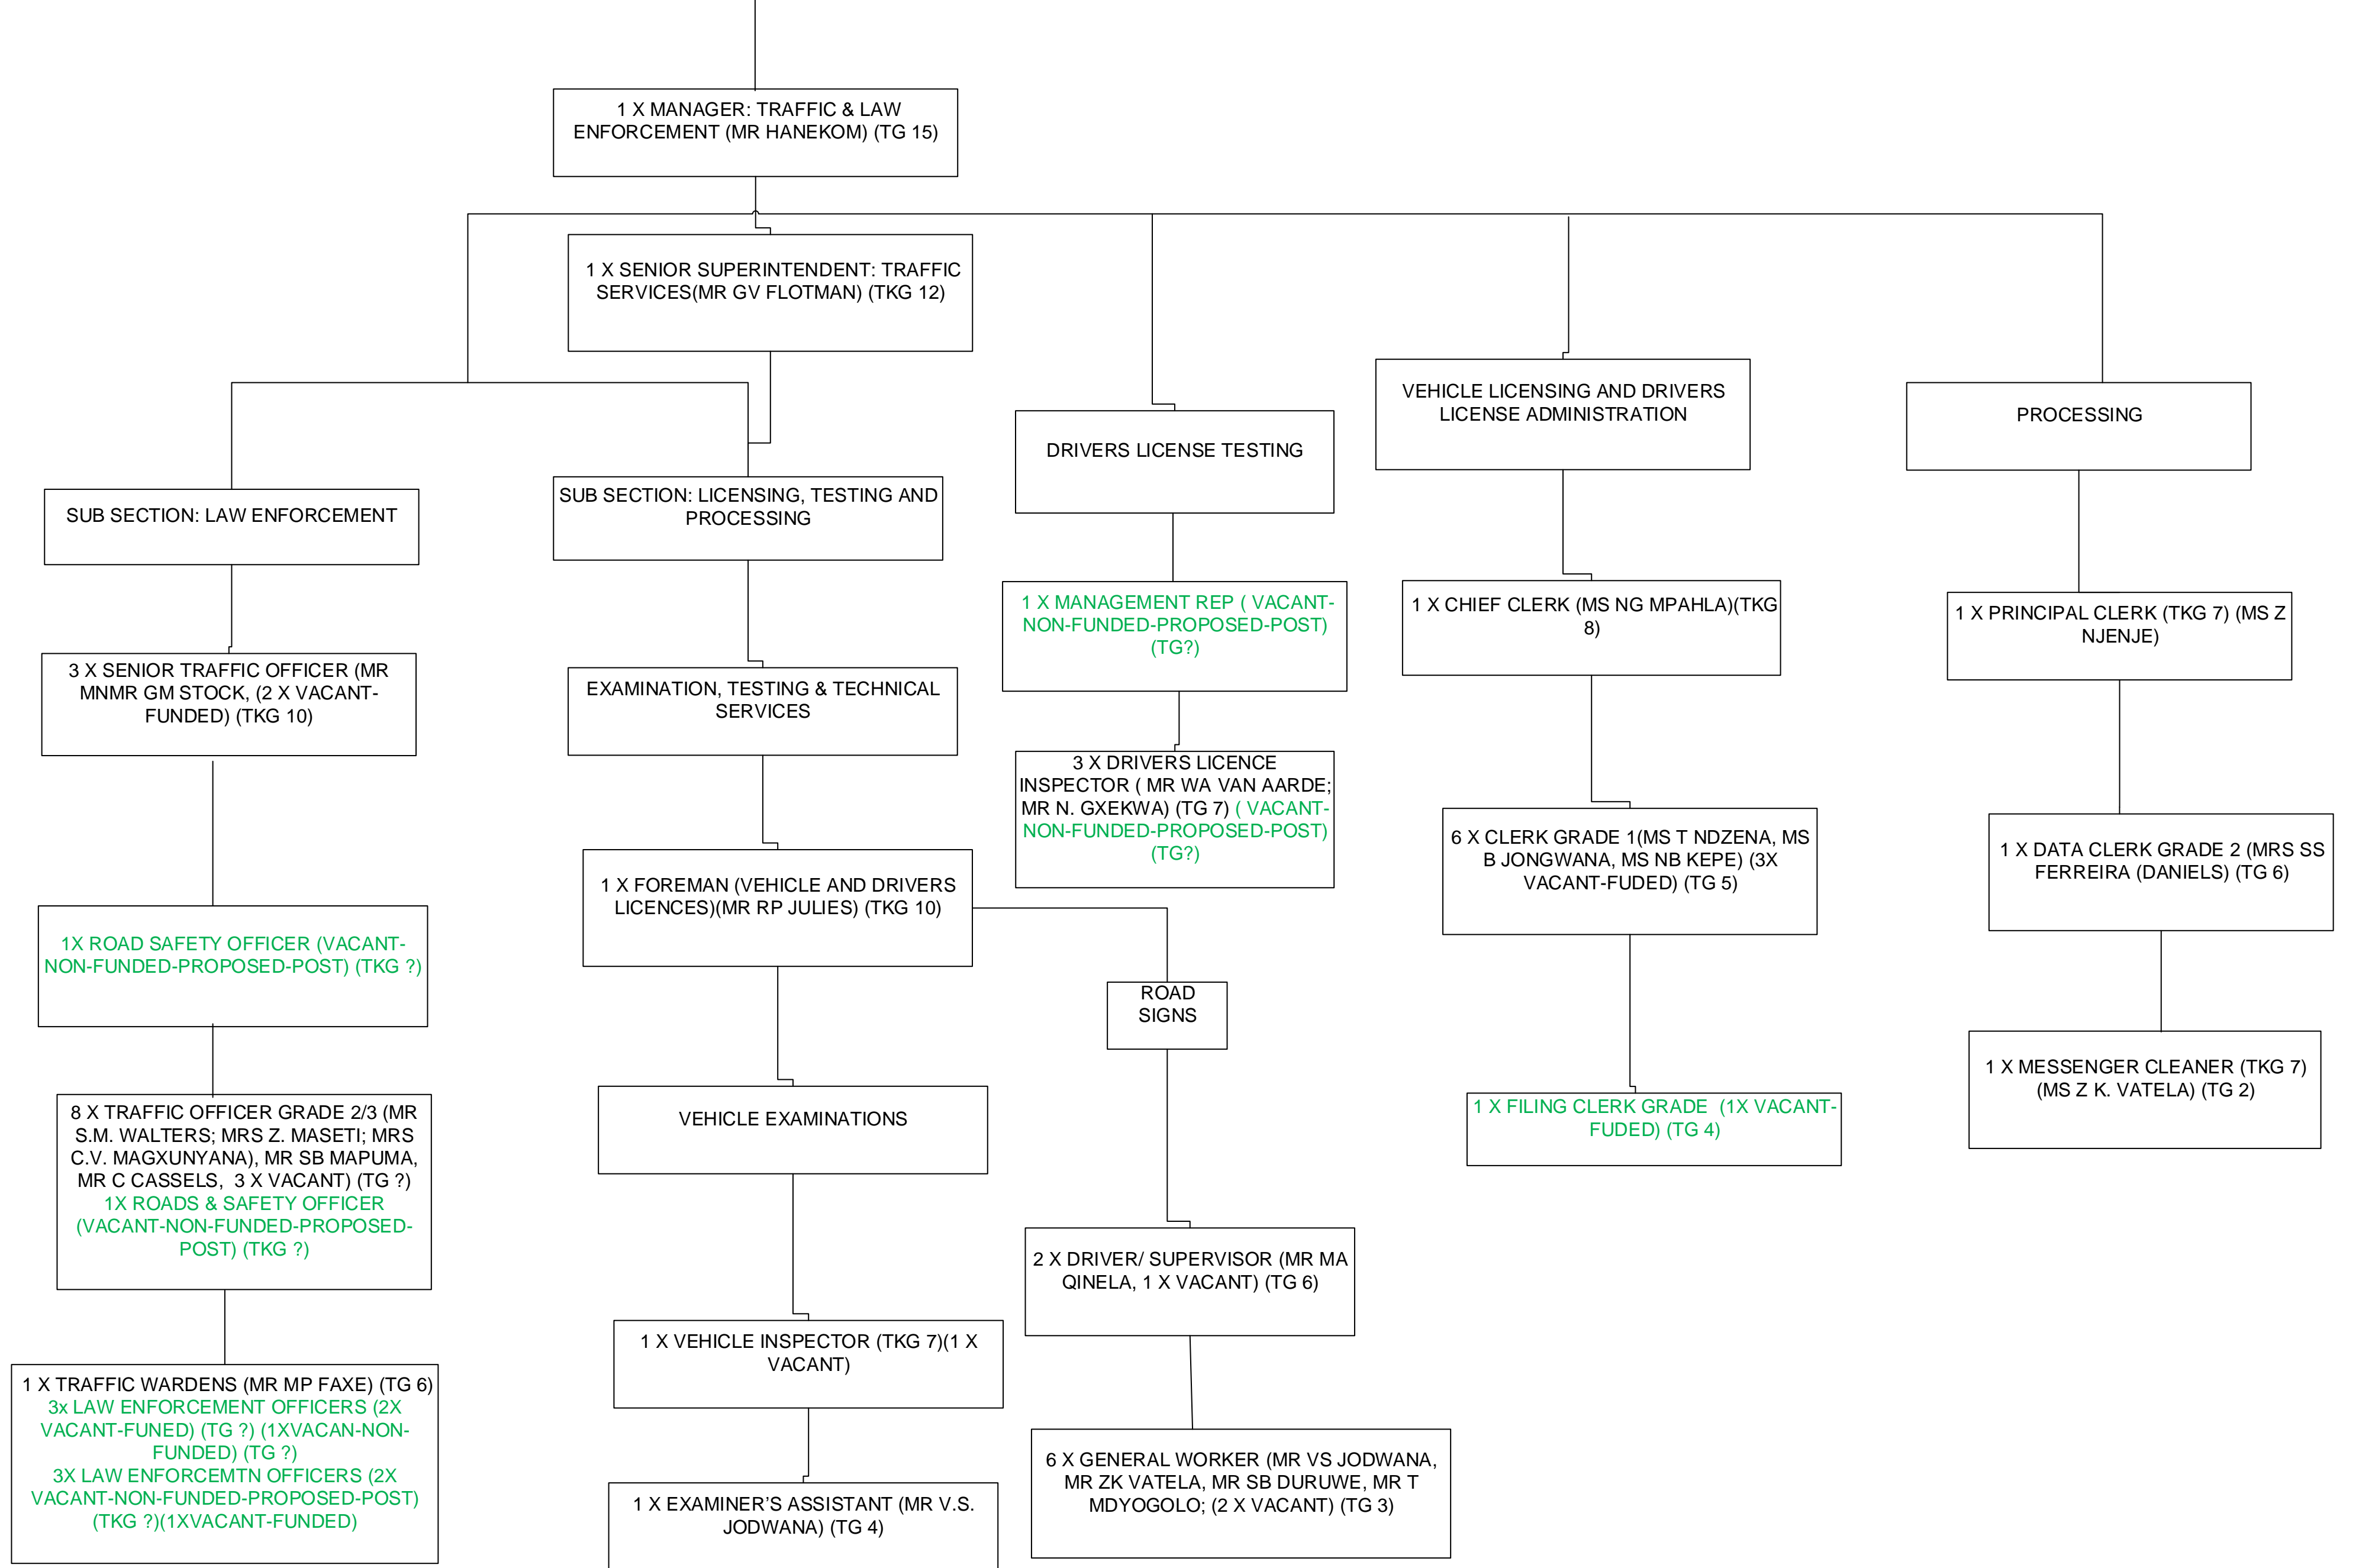 1 X MANAGER: TRAFFIC & LAW
ENFORCEMENT (MR HANEKOM) (TG 15)
1 X SENIOR SUPERINTENDENT: TRAFFIC
SERVICES(MR GV FLOTMAN) (TKG 12)
SUB SECTION: LAW ENFORCEMENT
3 X SENIOR TRAFFIC OFFICER (MR
MNMR GM STOCK, (2 X VACANT-
FUNDED) (TKG 10)
1X ROAD SAFETY OFFICER (VACANT-
NON-FUNDED-PROPOSED-POST) (TKG ?)
8 X TRAFFIC OFFICER GRADE 2/3 (MR
S.M. WALTERS; MRS Z. MASETI; MRS
C.V. MAGXUNYANA), MR SB MAPUMA,
MR C CASSELS,  3 X VACANT) (TG ?)
1X ROADS & SAFETY OFFICER
(VACANT-NON-FUNDED-PROPOSED-
POST) (TKG ?)
1 X TRAFFIC WARDENS (MR MP FAXE) (TG 6)
3x LAW ENFORCEMENT OFFICERS (2X
VACANT-FUNED) (TG ?) (1XVACAN-NON-
FUNDED) (TG ?)
3X LAW ENFORCEMTN OFFICERS (2X
VACANT-NON-FUNDED-PROPOSED-POST)
(TKG ?)(1XVACANT-FUNDED)
SUB SECTION: LICENSING, TESTING AND
PROCESSING
EXAMINATION, TESTING & TECHNICAL
SERVICES
1 X FOREMAN (VEHICLE AND DRIVERS
LICENCES)(MR RP JULIES) (TKG 10)
VEHICLE EXAMINATIONS
1 X VEHICLE INSPECTOR (TKG 7)(1 X
VACANT)
1 X EXAMINER’S ASSISTANT (MR V.S.
JODWANA) (TG 4)
ROAD
SIGNS
2 X DRIVER/ SUPERVISOR (MR MA
QINELA, 1 X VACANT) (TG 6)
6 X GENERAL WORKER (MR VS JODWANA,
MR ZK VATELA, MR SB DURUWE, MR T
MDYOGOLO; (2 X VACANT) (TG 3)
DRIVERS LICENSE TESTING
1 X MANAGEMENT REP ( VACANT-
NON-FUNDED-PROPOSED-POST)
(TG?)
3 X DRIVERS LICENCE
INSPECTOR ( MR WA VAN AARDE;
MR N. GXEKWA) (TG 7) ( VACANT-
NON-FUNDED-PROPOSED-POST)
(TG?)
VEHICLE LICENSING AND DRIVERS
LICENSE ADMINISTRATION
1 X CHIEF CLERK (MS NG MPAHLA)(TKG
8)
6 X CLERK GRADE 1(MS T NDZENA, MS
B JONGWANA, MS NB KEPE) (3X
VACANT-FUDED) (TG 5)
1 X FILING CLERK GRADE  (1X VACANT-
FUDED) (TG 4)
PROCESSING
1 X PRINCIPAL CLERK (TKG 7) (MS Z
NJENJE)
1 X DATA CLERK GRADE 2 (MRS SS
FERREIRA (DANIELS) (TG 6)
1 X MESSENGER CLEANER (TKG 7)
(MS Z K. VATELA) (TG 2)